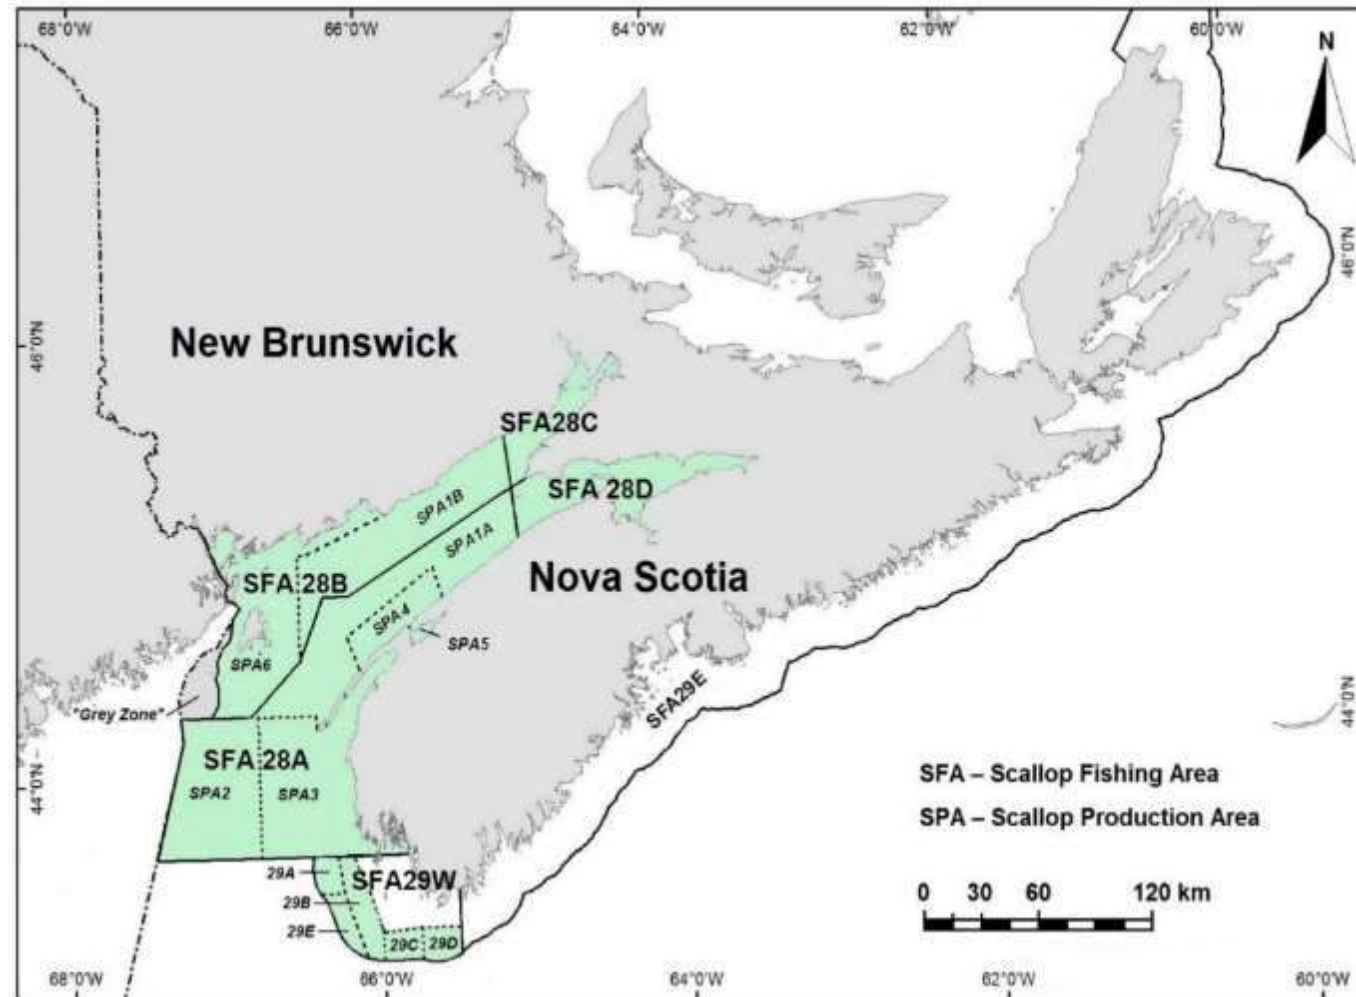 68°0'W 66°0'W 64°0'W 62°0'W 60°0'W
N
46°0'N
46°0'N
New Brunswick
SFA28C
SPA1B
SFA 28D
SPA1A
SFA 28B
Nova Scotia
SPA4
SPA5
SPA6
"Grey Zone"
SFA29E
44°0'N
SFA 28A
44°0'N
SPA2
SPA3
SFA – Scallop Fishing Area
SPA – Scallop Production Area
29A
SFA29W
29B
29E
29C
29D
0 30 60 120 km
68°0'W 66°0'W 64°0'W 62°0'W 60°0'W